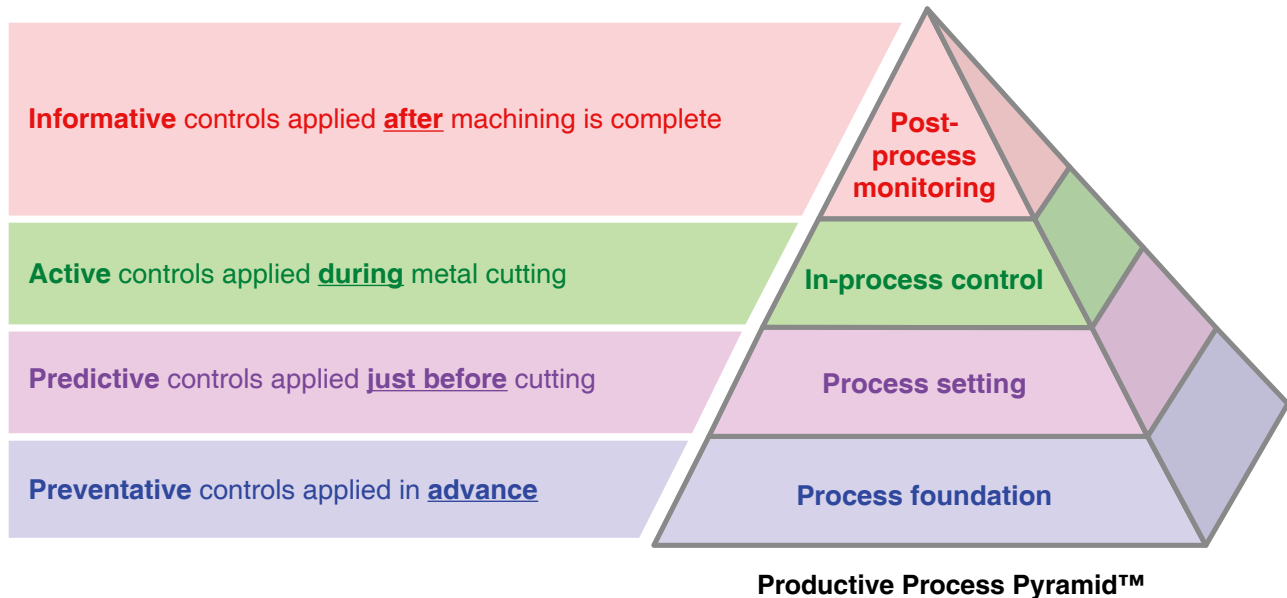 Informative controls applied after machining is complete
Post-
process
monitoring
Active controls applied during metal cutting
In-process control
Predictive controls applied just before cutting
Process setting
Preventative controls applied in advance
Process foundation
Productive Process Pyramid™